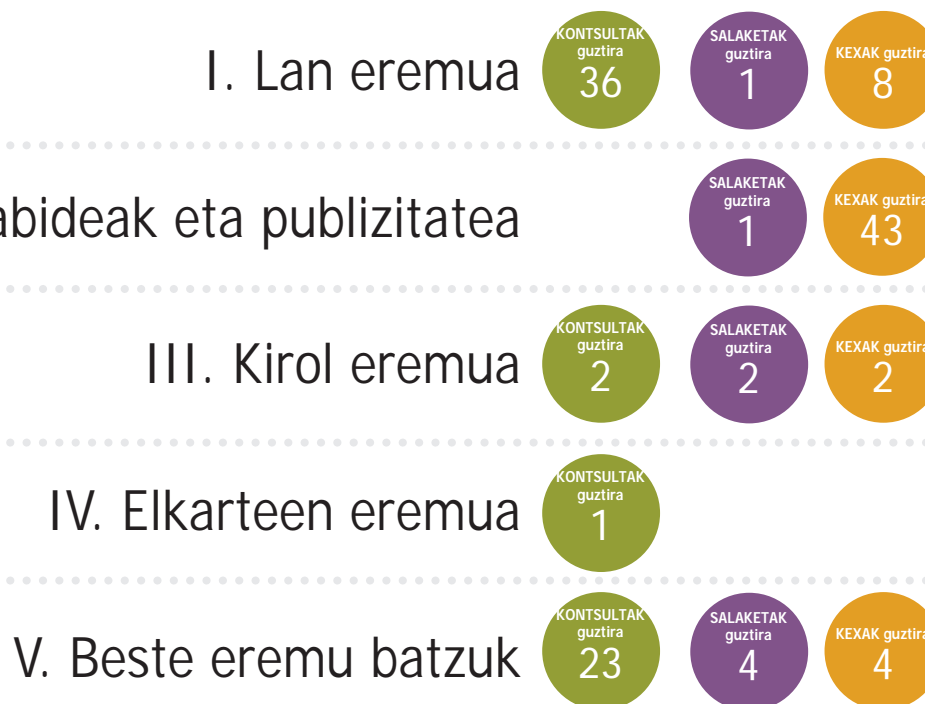 I. Lan eremua
KONTSULTAK
guztira
36
SALAKETAK
guztira
1
KEXAK guztira
8
eta publizitatea
SALAKETAK
guztira
1
KEXAK guztira
43
III. Kirol eremua
KONTSULTAK
guztira
2
SALAKETAK
guztira
2
KEXAK guztira
2
IV. Elkarteen eremua
KONTSULTAK
guztira
1
V. Beste eremu batzuk
KONTSULTAK
guztira
23
SALAKETAK
guztira
4
KEXAK guztira
4